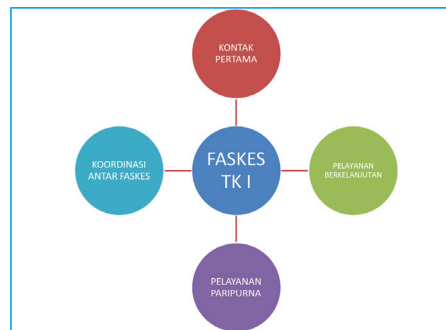 KONTAK
PERTAMA
KOORDINASI
ANTAR FASKES
FASKES
TK I
PELAYANAN
BERKELANJUTAN
PELAYANAN
PARIPURNA